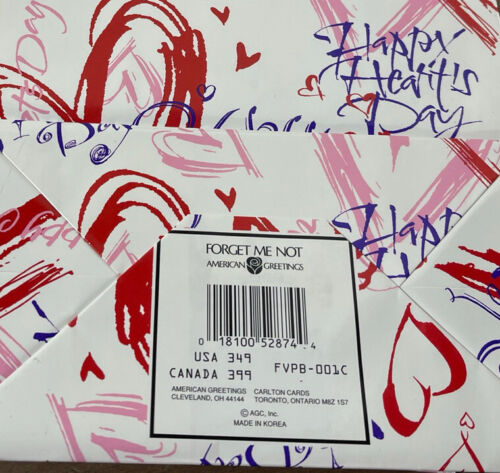 Happy
Heart's
Day
Day
FORGET ME NOT
AMERICAN GREETINGS
0 18100 52874 4
USA 349
CANADA 399 FVPB-001C
AMERICAN GREETINGS CARLTON CARDS
CLEVELAND, OH 44144 TORONTO, ONTARIO M8Z 1S7
© AGC, Inc.
MADE IN KOREA